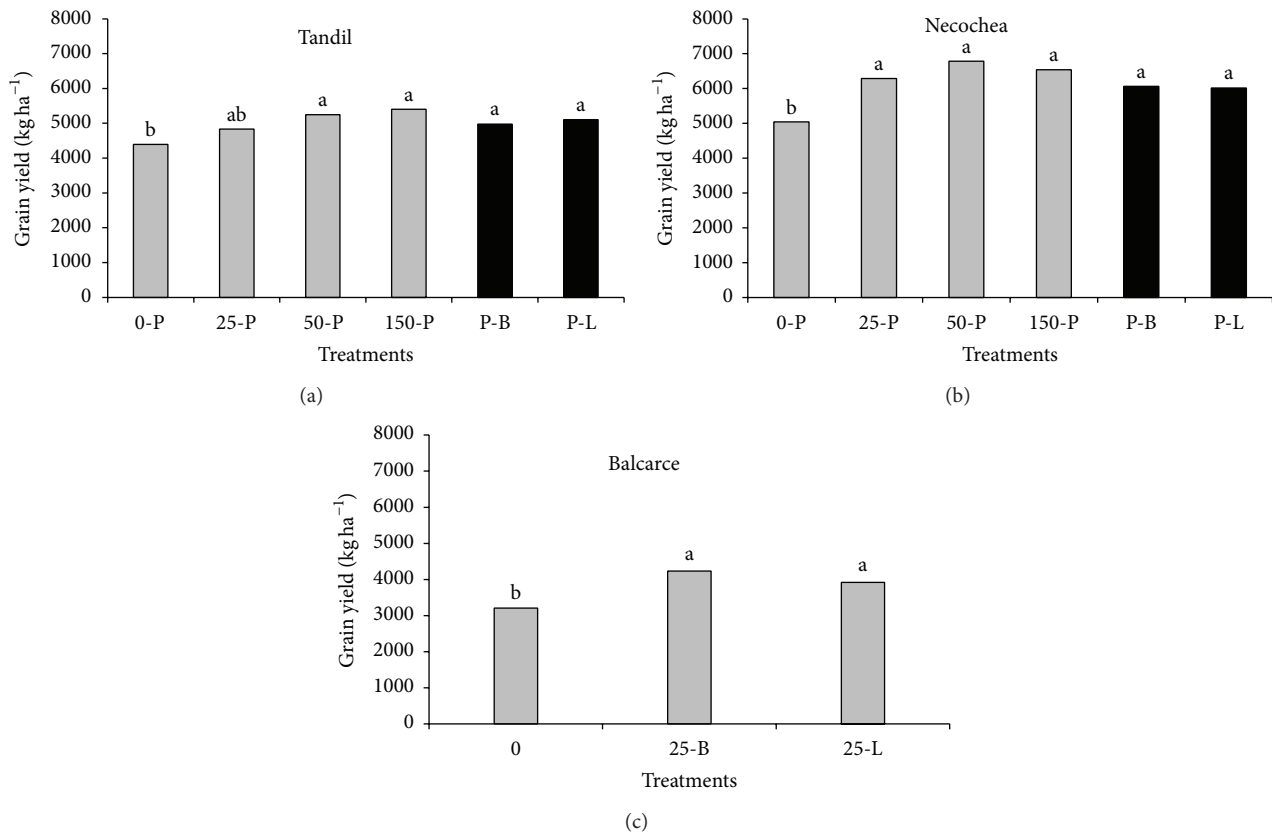 Tandil
8000
7000
6000
5000
4000
3000
2000
1000
0
Grain yield (kg ha⁻¹)
b
ab
a
a
a
a
0-P 25-P 50-P 150-P P-B P-L
Treatments
(a)
Necochea
8000
7000
6000
5000
4000
3000
2000
1000
0
Grain yield (kg ha⁻¹)
b
a
a
a
a
a
0-P 25-P 50-P 150-P P-B P-L
Treatments
(b)
Balcarce
8000
7000
6000
5000
4000
3000
2000
1000
0
Grain yield (kg ha⁻¹)
b
a
a
0 25-B 25-L
Treatments
(c)